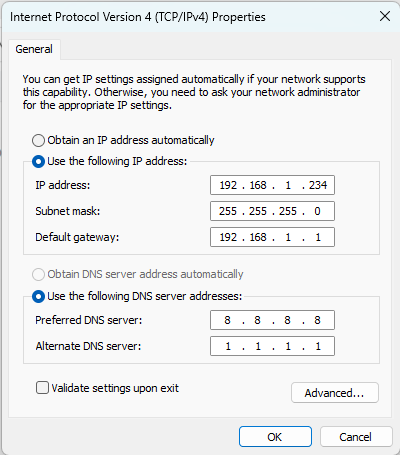 Internet Protocol Version 4 (TCP/IPv4) Properties
General
You can get IP settings assigned automatically if your network supports
this capability. Otherwise, you need to ask your network administrator
for the appropriate IP settings.
Obtain an IP address automatically
Use the following IP address:
IP address: 192 . 168 . 1 . 234
Subnet mask: 255 . 255 . 255 . 0
Default gateway: 192 . 168 . 1 . 1
Obtain DNS server address automatically
Use the following DNS server addresses:
Preferred DNS server: 8 . 8 . 8 . 8
Alternate DNS server: 1 . 1 . 1 . 1
Validate settings upon exit
Advanced...
OK Cancel